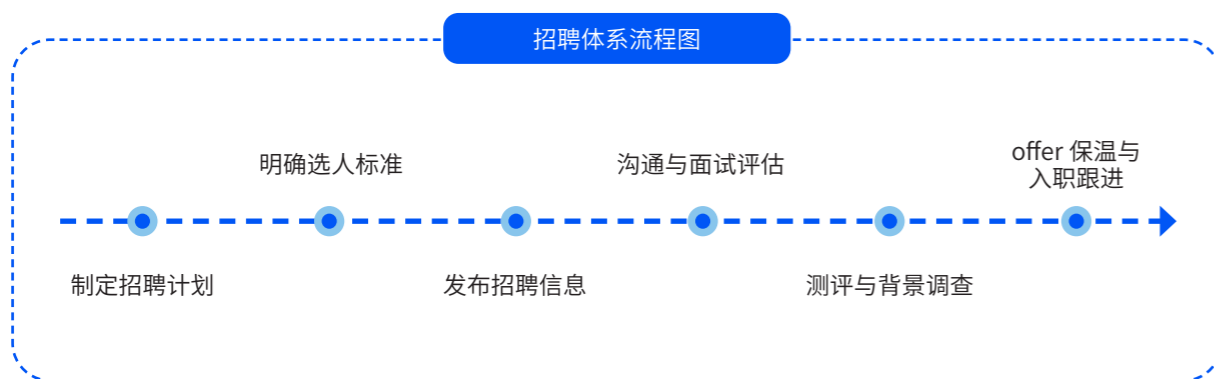 招聘体系流程图
制定招聘计划
明确选人标准
发布招聘信息
沟通与面试评估
测评与背景调查
offer 保温与
入职跟进